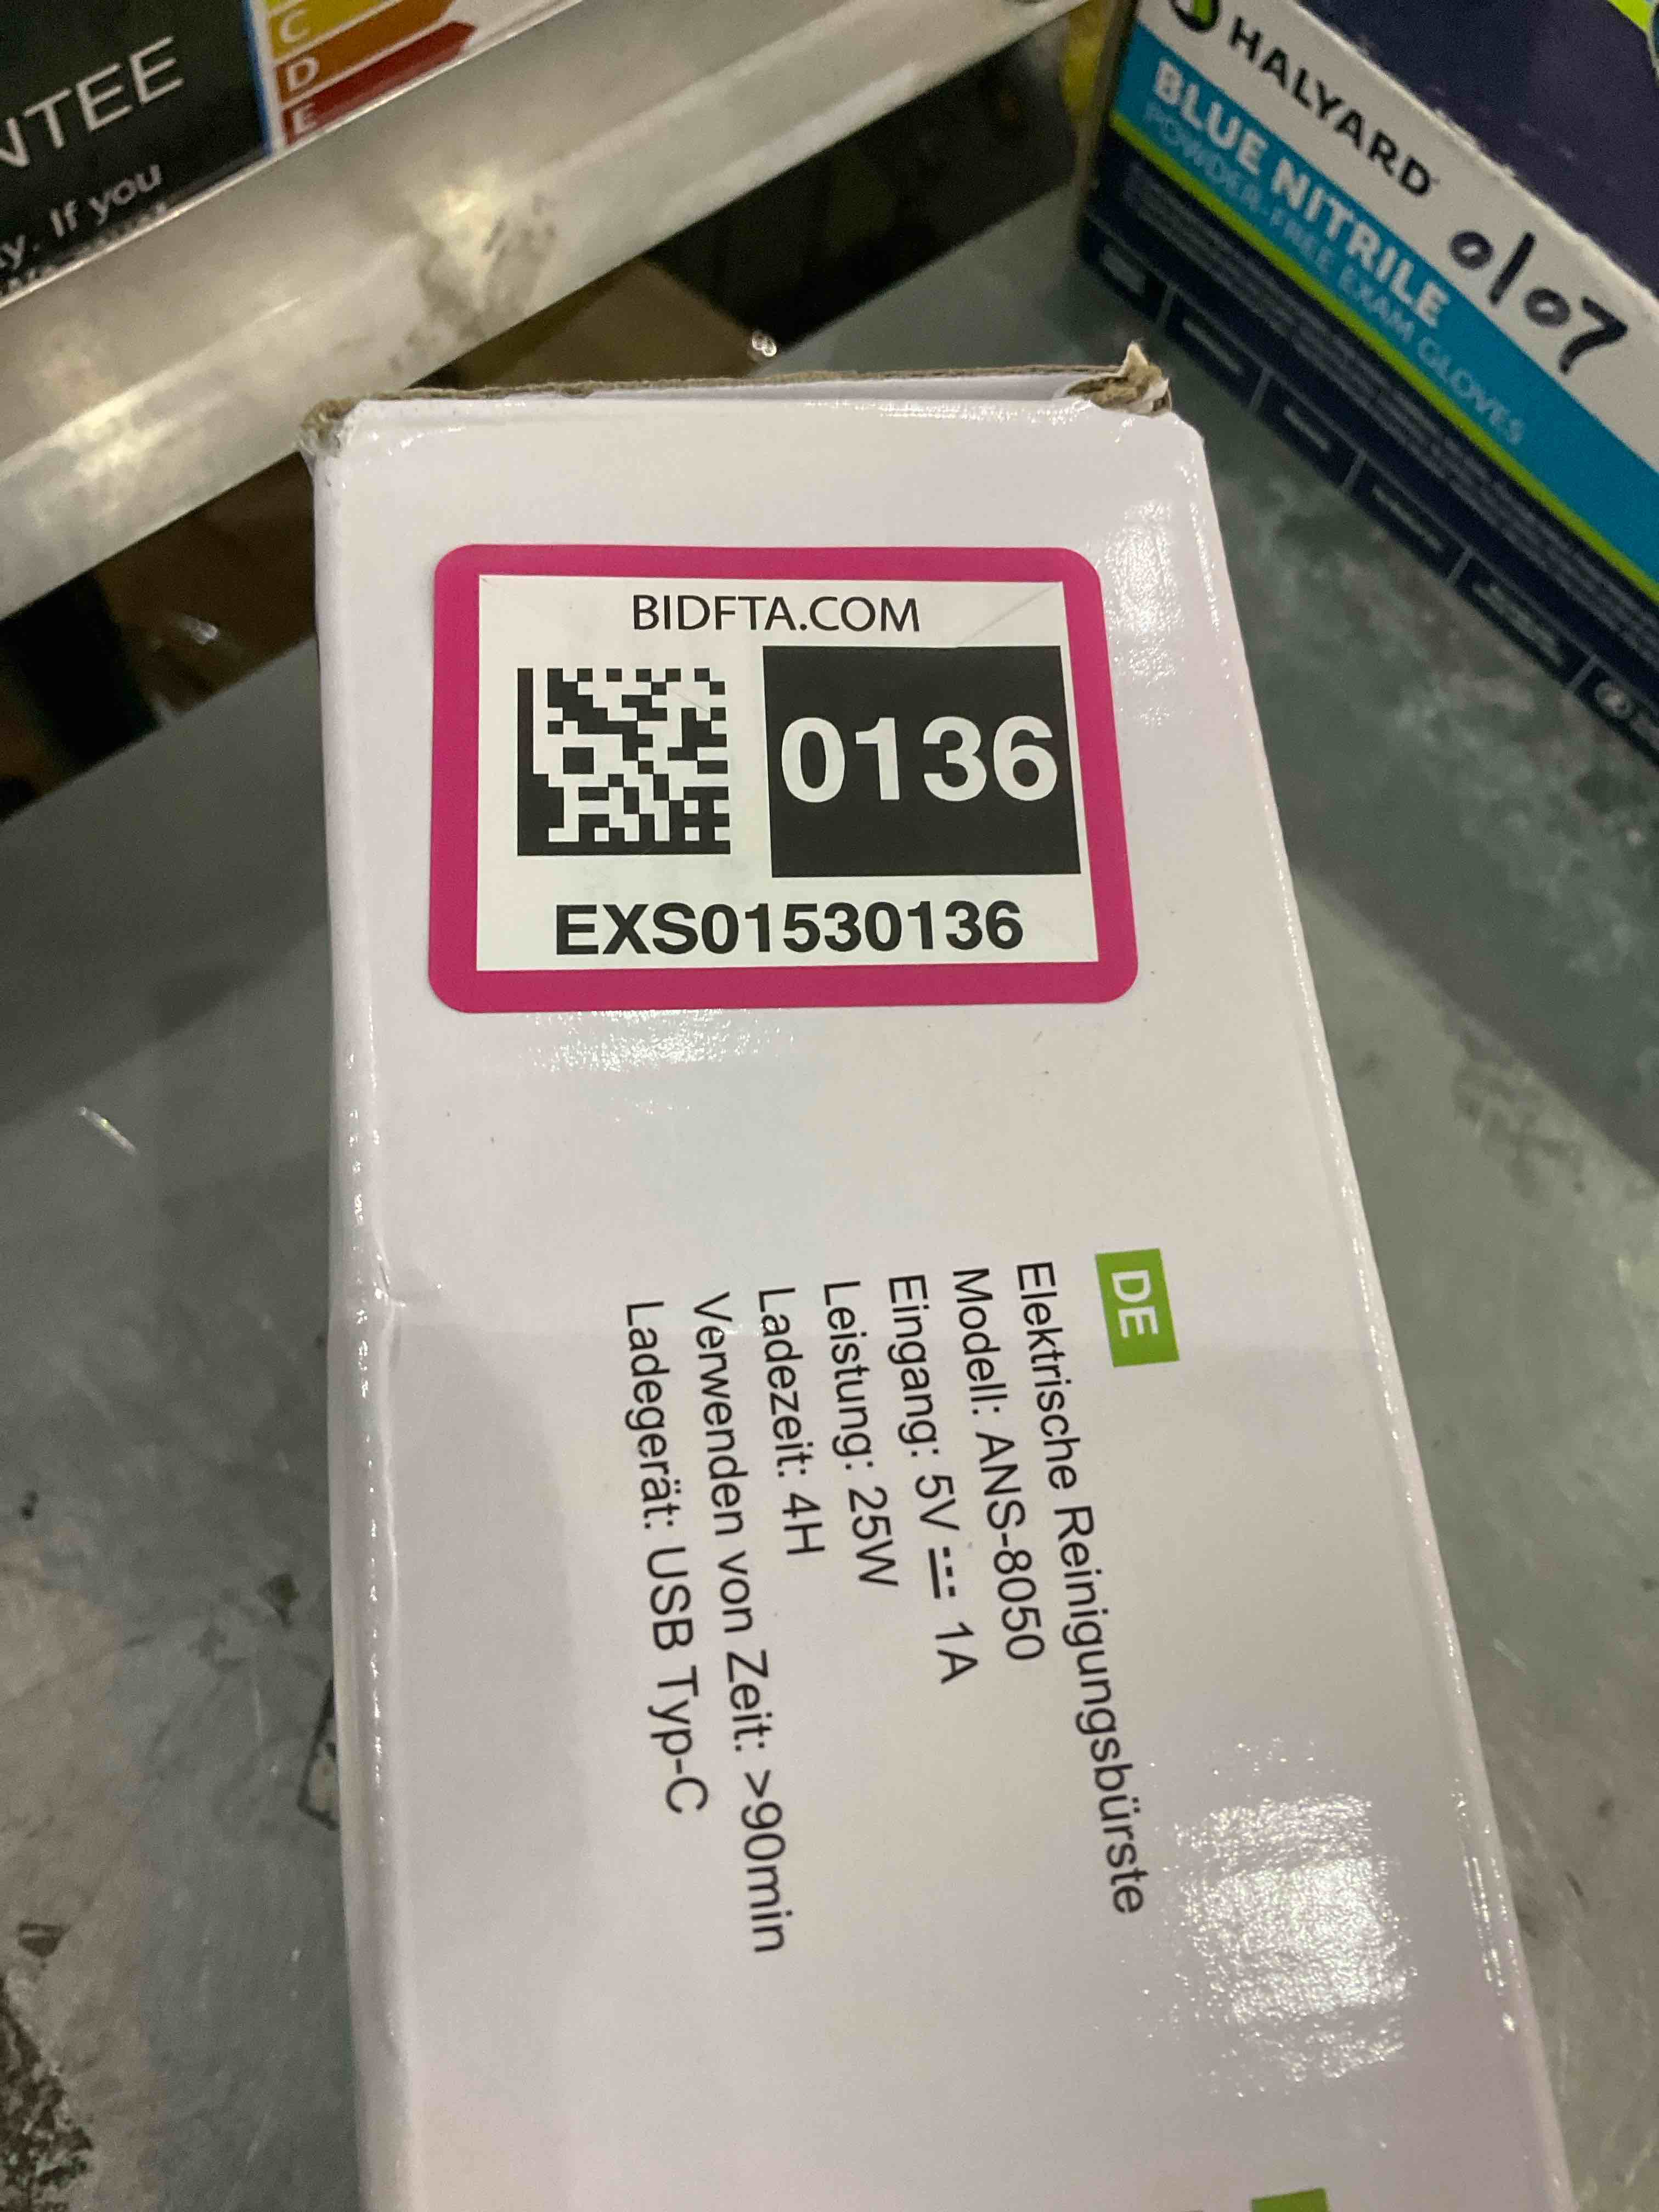 NTEE
y. If you
C
D
E
HALYARD
BLUE NITRILE
POWDER-FREE EXAM GLOVES
0107
BIDFTA.COM
0136
EXS01530136
DE
Elektrische Reinigungsbürste
Modell: ANS-8050
Eingang: 5V ⎓ 1A
Leistung: 25W
Ladezeit: 4H
Verwenden von Zeit: >90min
Ladegerät: USB Typ-C